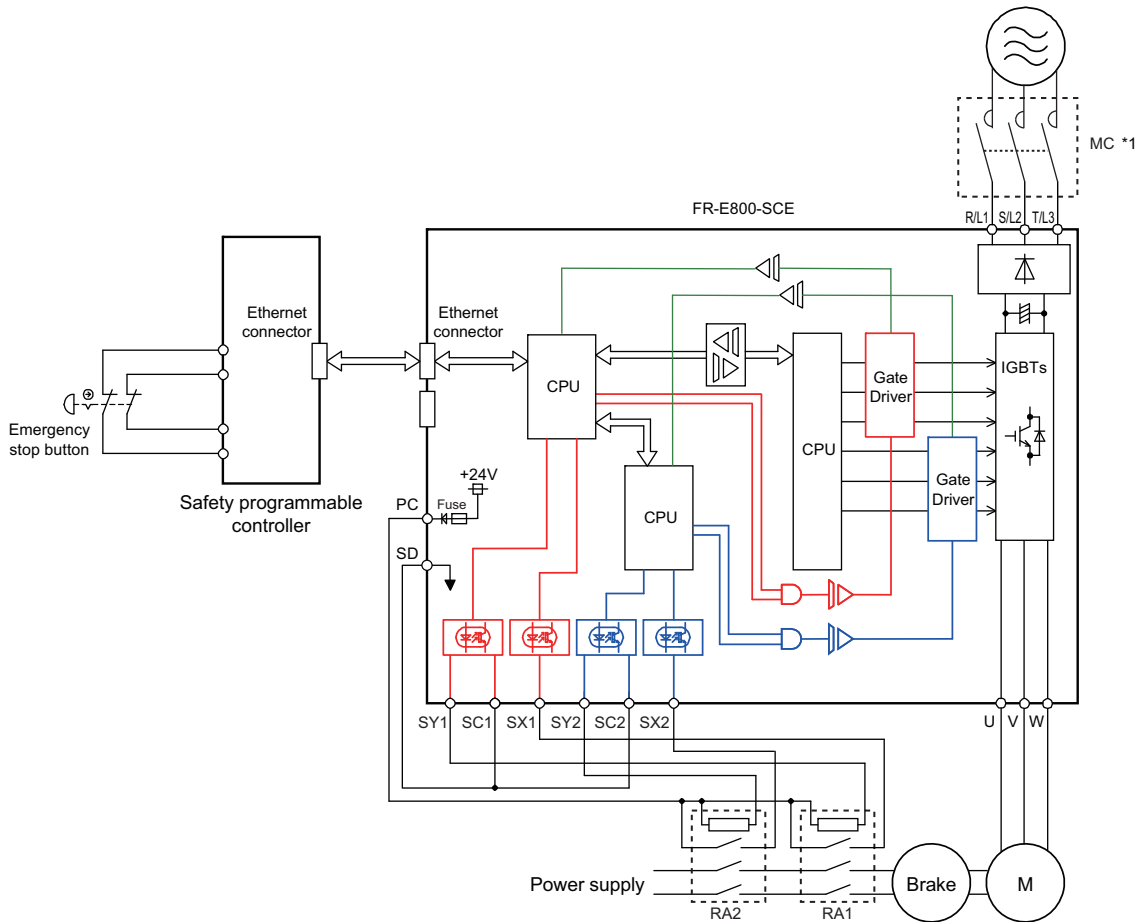 MC *1
FR-E800-SCE
R/L1 S/L2 T/L3
Ethernet
connector
Ethernet
connector
CPU
Gate
Driver
IGBTs
Emergency
stop button
CPU
CPU
Gate
Driver
Safety programmable
controller
+24V
PC
Fuse
SD
SY1 SC1 SX1 SY2 SC2 SX2
U V W
Power supply
Brake
M
RA2
RA1